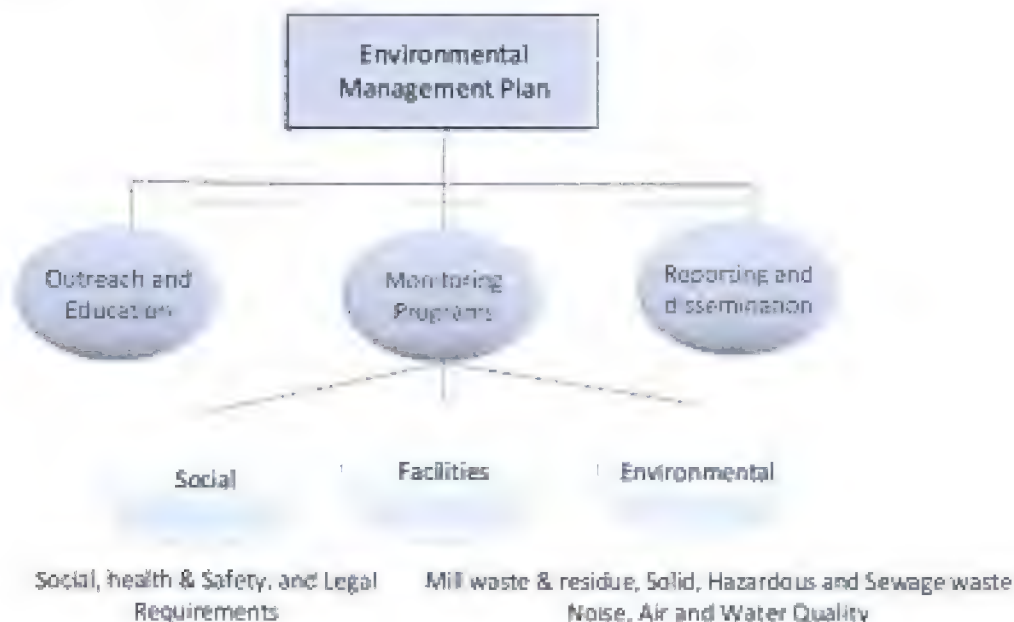 Environmental
Management Plan
Outreach and
Education
Monitoring
Programs
Reporting and
dissemination
Social
Facilities
Environmental
Social, health & Safety, and Legal
Requirements
Mill waste & residue, Solid, Hazardous and Sewage waste
Noise, Air and Water Quality